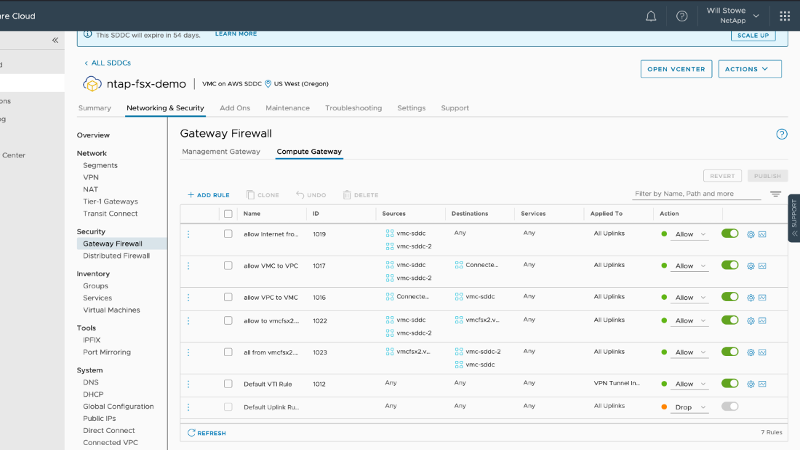 re Cloud
Will Stowe
NetApp
This SDDC will expire in 54 days.
LEARN MORE
SCALE UP
«
< ALL SDDCs
ntap-fsx-demo
VMC on AWS SDDC
US West (Oregon)
OPEN VCENTER
ACTIONS
Summary
Networking & Security
Add Ons
Maintenance
Troubleshooting
Settings
Support
d
ons
ng
Center
Overview
Network
Segments
VPN
NAT
Tier-1 Gateways
Transit Connect
Security
Gateway Firewall
Distributed Firewall
Inventory
Groups
Services
Virtual Machines
Tools
IPFIX
Port Mirroring
System
DNS
DHCP
Global Configuration
Public IPs
Direct Connect
Connected VPC
Gateway Firewall
Management Gateway
Compute Gateway
REVERT
PUBLISH
+ ADD RULE
CLONE
UNDO
DELETE
Filter by Name, Path and more
Name ID Sources Destinations Services Applied To Action
allow Internet fro... 1019 vmc-sddc Any Any All Uplinks Allow
vmc-sddc-2
allow VMC to VPC 1017 vmc-sddc Connecte... Any All Uplinks Allow
vmc-sddc-2
allow VPC to VMC 1016 Connecte... vmc-sddc Any All Uplinks Allow
allow to vmcfsx2... 1022 vmc-sddc vmcfsx2.v... Any All Uplinks Allow
vmc-sddc-2
all from vmcfsx2.... 1023 vmcfsx2.v... vmc-sddc-2 Any All Uplinks Allow
vmc-sddc
Default VTI Rule 1012 Any Any Any VPN Tunnel In... Allow
Default Uplink Ru... Any Any Any All Uplinks Drop
REFRESH
7 Rules
SUPPORT